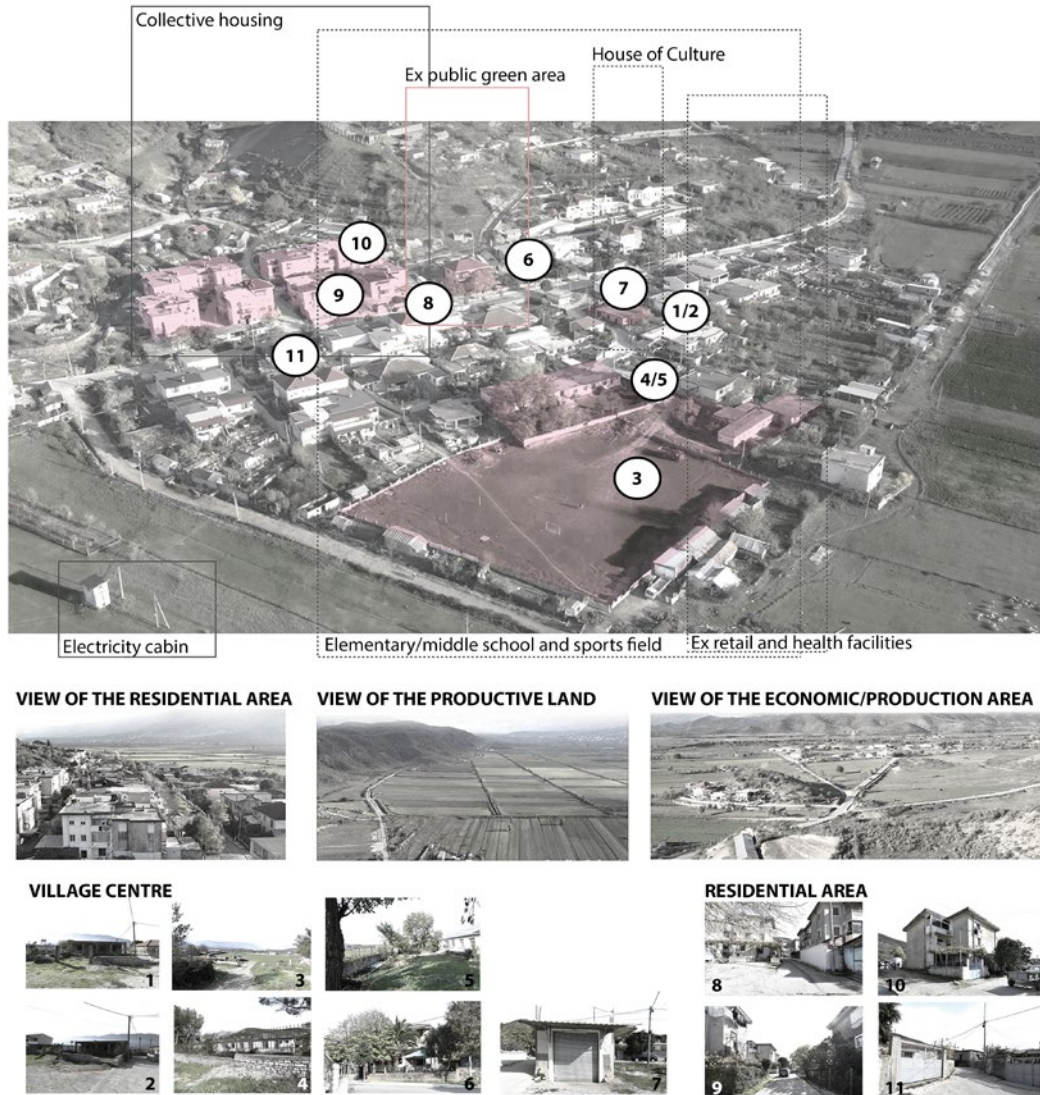 Collective housing
House of Culture
Ex public green area
10
6
9
8
7
1/2
11
4/5
3
Electricity cabin
Elementary/middle school and sports field
Ex retail and health facilities
VIEW OF THE RESIDENTIAL AREA
VIEW OF THE PRODUCTIVE LAND
VIEW OF THE ECONOMIC/PRODUCTION AREA
VILLAGE CENTRE
RESIDENTIAL AREA
1
3
5
8
10
2
4
6
7
9
11